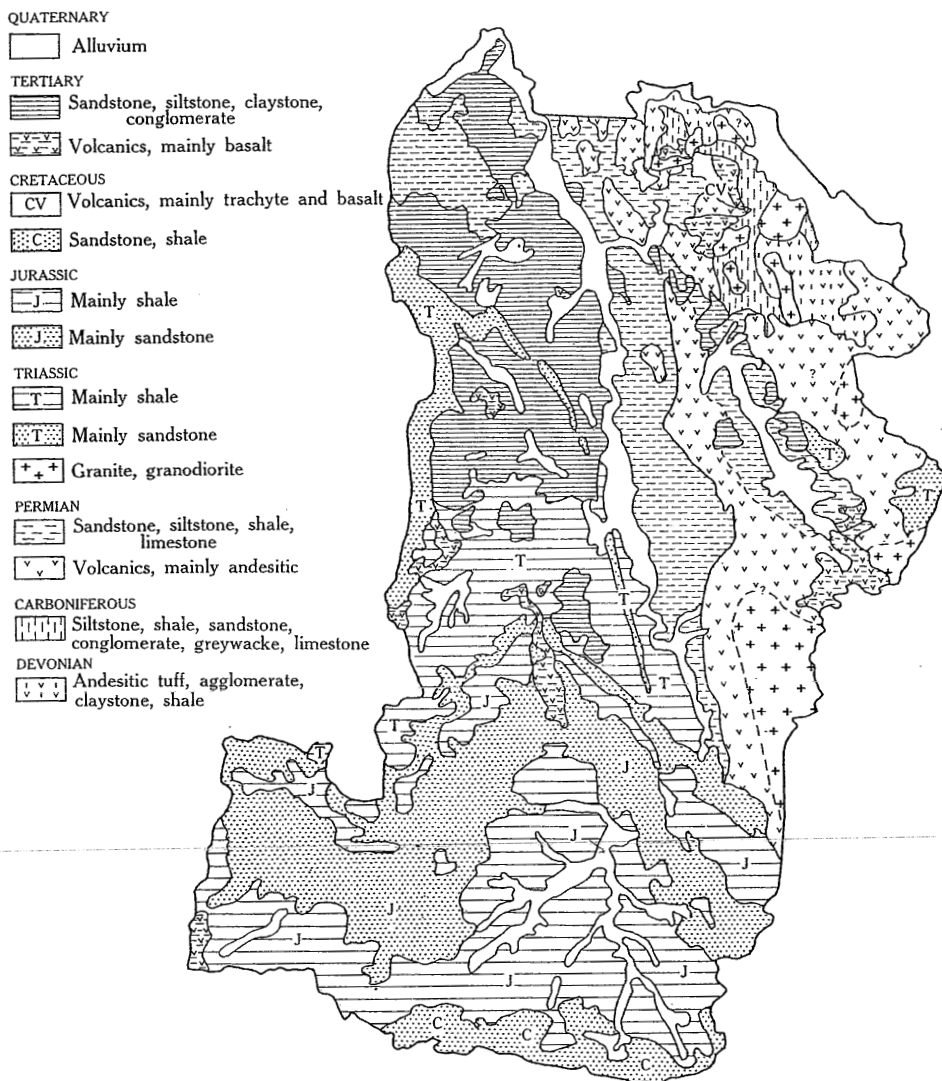 QUATERNARY
Alluvium
TERTIARY
Sandstone, siltstone, claystone,
conglomerate
Volcanics, mainly basalt
CRETACEOUS
CV Volcanics, mainly trachyte and basalt
C Sandstone, shale
JURASSIC
J Mainly shale
J Mainly sandstone
TRIASSIC
T Mainly shale
T Mainly sandstone
Granite, granodiorite
PERMIAN
Sandstone, siltstone, shale,
limestone
Volcanics, mainly andesitic
CARBONIFEROUS
Siltstone, shale, sandstone,
conglomerate, greywacke, limestone
DEVONIAN
Andesitic tuff, agglomerate,
claystone, shale
?
CV
T
?
T
T
T
T
?
T
T
J
T
T
J
J
J
J
J
J
J
J
C
C
C